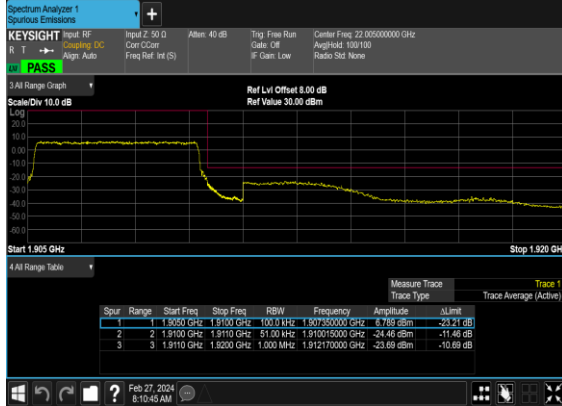 Spectrum Analyzer 1
Spurious Emissions
+
KEYSIGHT Input: RF Input Z: 50 Ω Atten: 40 dB Trig: Free Run Center Freq: 22.005000000 GHz
R T Coupling: DC Corr CCorr Gate: Off Avg|Hold: 100/100
Align: Auto Freq Ref: Int (S) IF Gain: Low Radio Std: None
PASS
3 All Range Graph
Ref Lvl Offset 8.00 dB
Scale/Div 10.0 dB Ref Value 30.00 dBm
Log
20.0
10.0
0.00
-10.0
-20.0
-30.0
-40.0
-50.0
-60.0
Start 1.905 GHz Stop 1.920 GH
4 All Range Table
Measure Trace Trace 1
Trace Type Trace Average (Active)
Spur Range Start Freq Stop Freq RBW Frequency Amplitude ΔLimit
1 1 1.9050 GHz 1.9100 GHz 100.0 kHz 1.907350000 GHz 6.789 dBm -23.21 dB
2 2 1.9100 GHz 1.9110 GHz 51.00 kHz 1.910015000 GHz -24.46 dBm -11.46 dB
3 3 1.9110 GHz 1.9200 GHz 1.000 MHz 1.912170000 GHz -23.69 dBm -10.69 dB
? Feb 27, 2024
8:10:45 AM